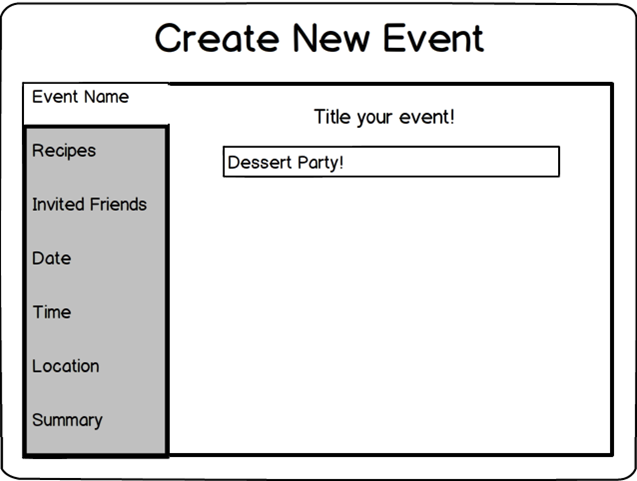 Create New Event
Event Name
Title your event!
Recipes
Dessert Party!
Invited Friends
Date
Time
Location
Summary